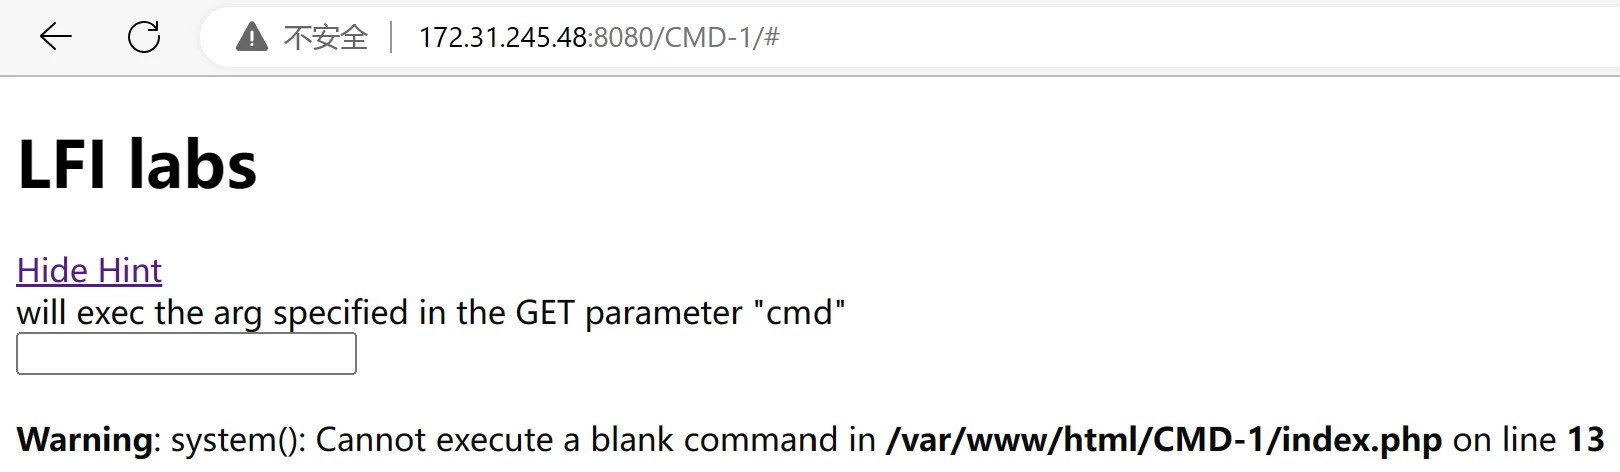 不安全 | 172.31.245.48:8080/CMD-1/#
LFI labs
Hide Hint
will exec the arg specified in the GET parameter "cmd"
Warning: system(): Cannot execute a blank command in /var/www/html/CMD-1/index.php on line 13